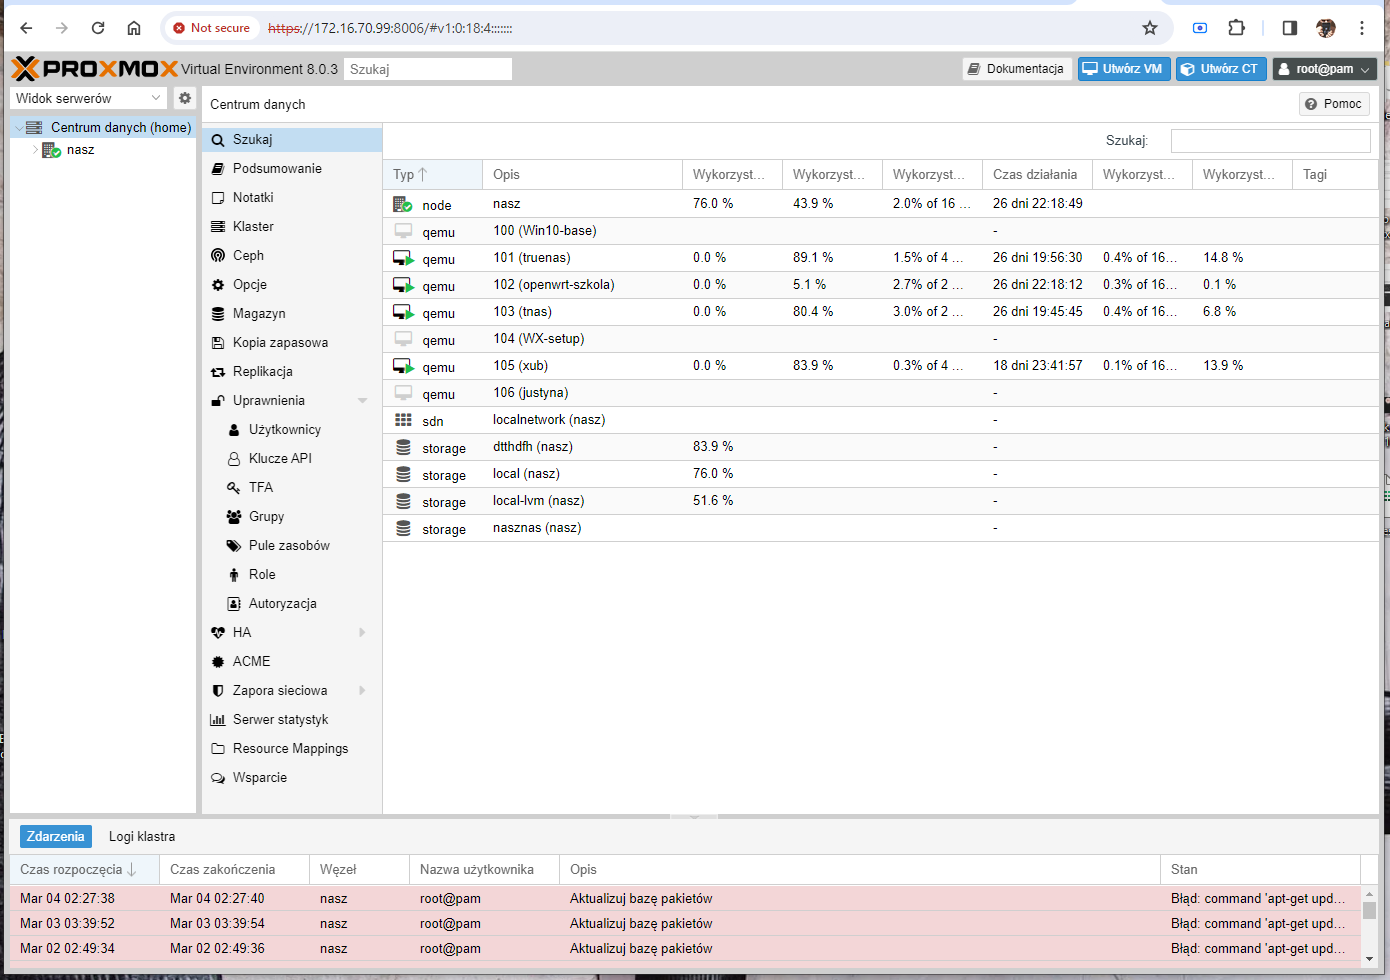 Not secure
https://172.16.70.99:8006/#v1:0:18:4:::::::
PROXMOX Virtual Environment 8.0.3 Szukaj Dokumentacja Utwórz VM Utwórz CT root@pam
Widok serwerów
Centrum danych (home)
nasz
Centrum danych Pomoc
Szukaj
Podsumowanie
Notatki
Klaster
Ceph
Opcje
Magazyn
Kopia zapasowa
Replikacja
Uprawnienia
Użytkownicy
Klucze API
TFA
Grupy
Pule zasobów
Role
Autoryzacja
HA
ACME
Zapora sieciowa
Serwer statystyk
Resource Mappings
Wsparcie
Szukaj:
Typ Opis Wykorzyst... Wykorzyst... Wykorzyst... Czas działania Wykorzyst... Wykorzyst... Tagi
node nasz 76.0 % 43.9 % 2.0% of 16 ... 26 dni 22:18:49
qemu 100 (Win10-base) -
qemu 101 (truenas) 0.0 % 89.1 % 1.5% of 4 ... 26 dni 19:56:30 0.4% of 16... 14.8 %
qemu 102 (openwrt-szkola) 0.0 % 5.1 % 2.7% of 2 ... 26 dni 22:18:12 0.3% of 16... 0.1 %
qemu 103 (tnas) 0.0 % 80.4 % 3.0% of 2 ... 26 dni 19:45:45 0.4% of 16... 6.8 %
qemu 104 (WX-setup) -
qemu 105 (xub) 0.0 % 83.9 % 0.3% of 4 ... 18 dni 23:41:57 0.1% of 16... 13.9 %
qemu 106 (justyna) -
sdn localnetwork (nasz) -
storage dtthdfh (nasz) 83.9 % -
storage local (nasz) 76.0 % -
storage local-lvm (nasz) 51.6 % -
storage nasznas (nasz) -
Zdarzenia Logi klastra
Czas rozpoczęcia Czas zakończenia Węzeł Nazwa użytkownika Opis Stan
Mar 04 02:27:38 Mar 04 02:27:40 nasz root@pam Aktualizuj bazę pakietów Błąd: command 'apt-get upd...
Mar 03 03:39:52 Mar 03 03:39:54 nasz root@pam Aktualizuj bazę pakietów Błąd: command 'apt-get upd...
Mar 02 02:49:34 Mar 02 02:49:36 nasz root@pam Aktualizuj bazę pakietów Błąd: command 'apt-get upd...